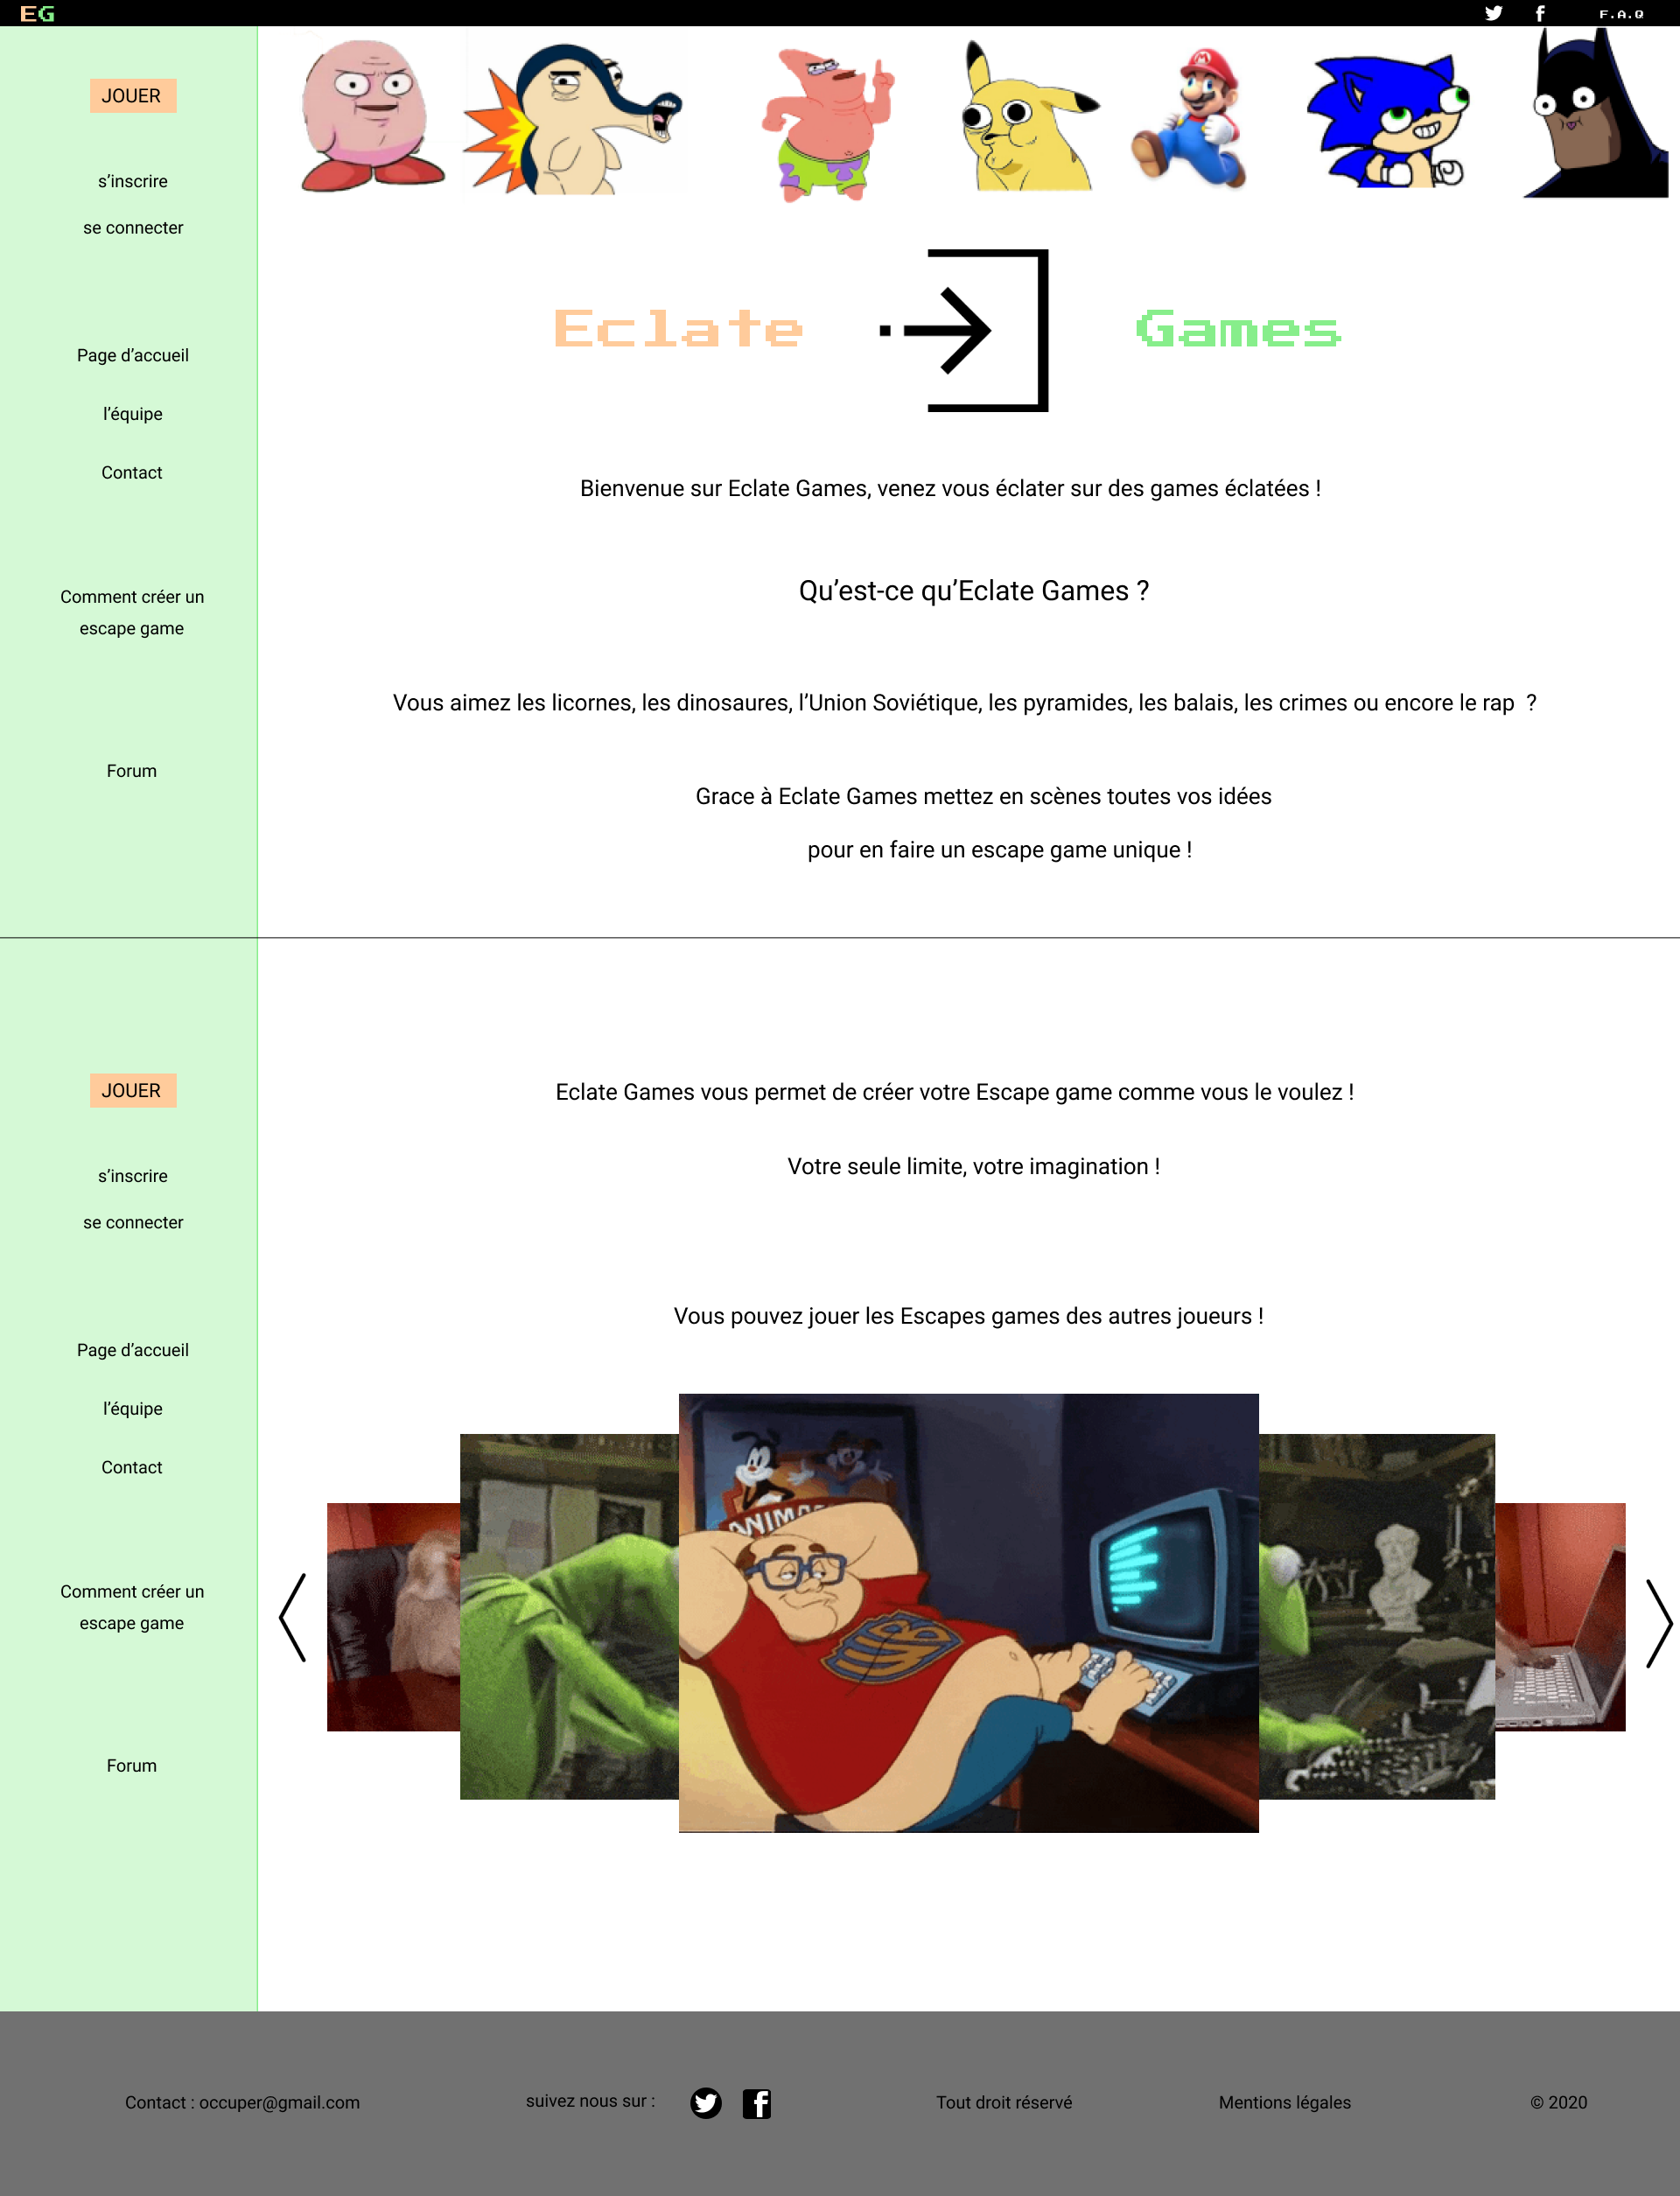 EG
F.A.Q
JOUER
s’inscrire
se connecter
Page d’accueil
l’équipe
Contact
Comment créer un
escape game
Forum
M
Eclate
Games
Bienvenue sur Eclate Games, venez vous éclater sur des games éclatées !
Qu’est-ce qu’Eclate Games ?
Vous aimez les licornes, les dinosaures, l’Union Soviétique, les pyramides, les balais, les crimes ou encore le rap ?
Grace à Eclate Games mettez en scènes toutes vos idées
pour en faire un escape game unique !
JOUER
s’inscrire
se connecter
Page d’accueil
l’équipe
Contact
Comment créer un
escape game
Forum
Eclate Games vous permet de créer votre Escape game comme vous le voulez !
Votre seule limite, votre imagination !
Vous pouvez jouer les Escapes games des autres joueurs !
ANIMA
WB
Contact : occuper@gmail.com
suivez nous sur :
Tout droit réservé
Mentions légales
© 2020